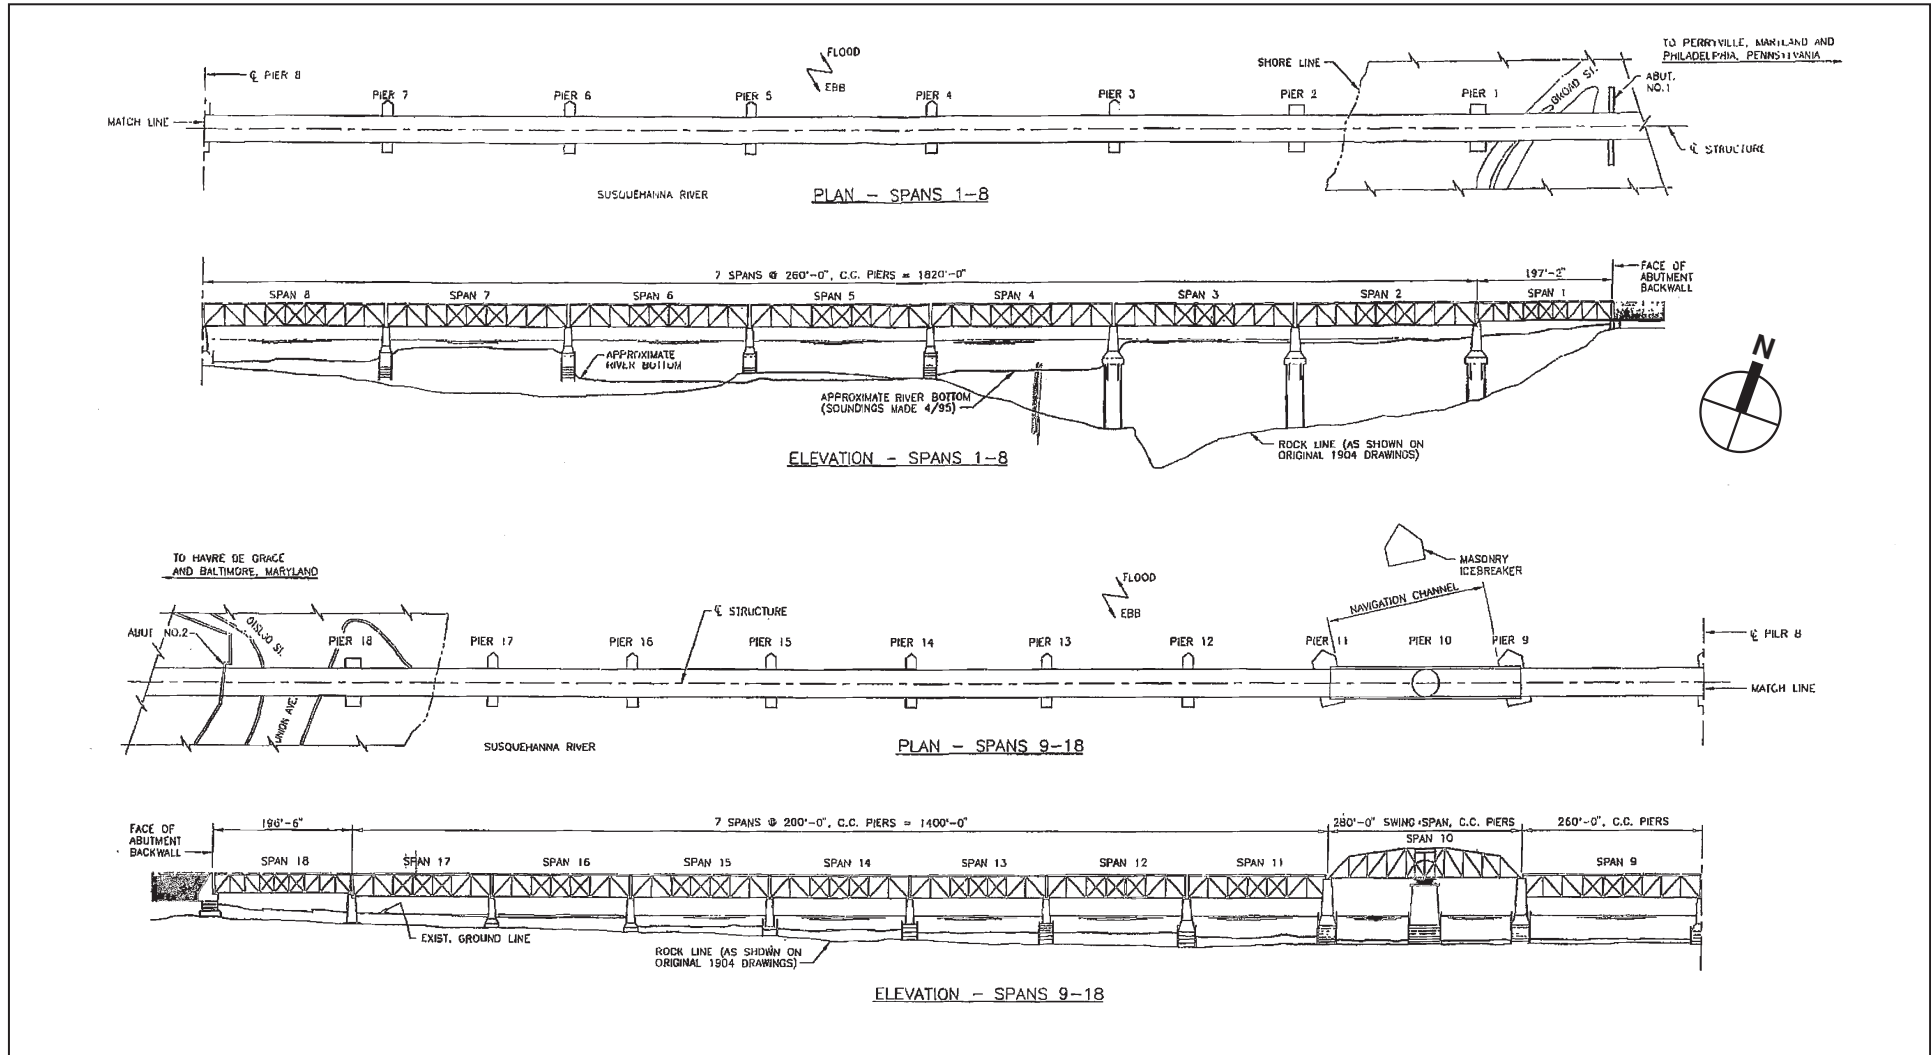 FLOOD
EBB
℄ PIER 8
MATCH LINE
PIER 7
PIER 6
PIER 5
PIER 4
PIER 3
PIER 2
PIER 1
SHORE LINE
BROAD ST.
TO PERRYVILLE, MARYLAND AND
PHILADELPHIA, PENNSYLVANIA
ABUT.
NO.1
℄ STRUCTURE
SUSQUEHANNA RIVER
PLAN - SPANS 1-8
7 SPANS @ 260'-0", C.C. PIERS = 1820'-0"
197'-2"
FACE OF
ABUTMENT
BACKWALL
SPAN 8
SPAN 7
SPAN 6
SPAN 5
SPAN 4
SPAN 3
SPAN 2
SPAN 1
APPROXIMATE
RIVER BOTTOM
APPROXIMATE RIVER BOTTOM
(SOUNDINGS MADE 4/95)
ROCK LINE (AS SHOWN ON
ORIGINAL 1904 DRAWINGS)
N
ELEVATION - SPANS 1-8
TO HAVRE DE GRACE
AND BALTIMORE, MARYLAND
MASONRY
ICEBREAKER
NAVIGATION CHANNEL
FLOOD
EBB
℄ STRUCTURE
ABUT NO.2
ST.
UNION AVE.
PIER 18
PIER 17
PIER 16
PIER 15
PIER 14
PIER 13
PIER 12
PIER 11
PIER 10
PIER 9
℄ PIER 8
MATCH LINE
SUSQUEHANNA RIVER
PLAN - SPANS 9-18
FACE OF
ABUTMENT
BACKWALL
196'-6"
7 SPANS @ 200'-0", C.C. PIERS = 1400'-0"
280'-0" SWING SPAN, C.C. PIERS
260'-0", C.C. PIERS
SPAN 18
SPAN 17
SPAN 16
SPAN 15
SPAN 14
SPAN 13
SPAN 12
SPAN 11
SPAN 10
SPAN 9
EXIST. GROUND LINE
ROCK LINE (AS SHOWN ON
ORIGINAL 1904 DRAWINGS)
ELEVATION - SPANS 9-18